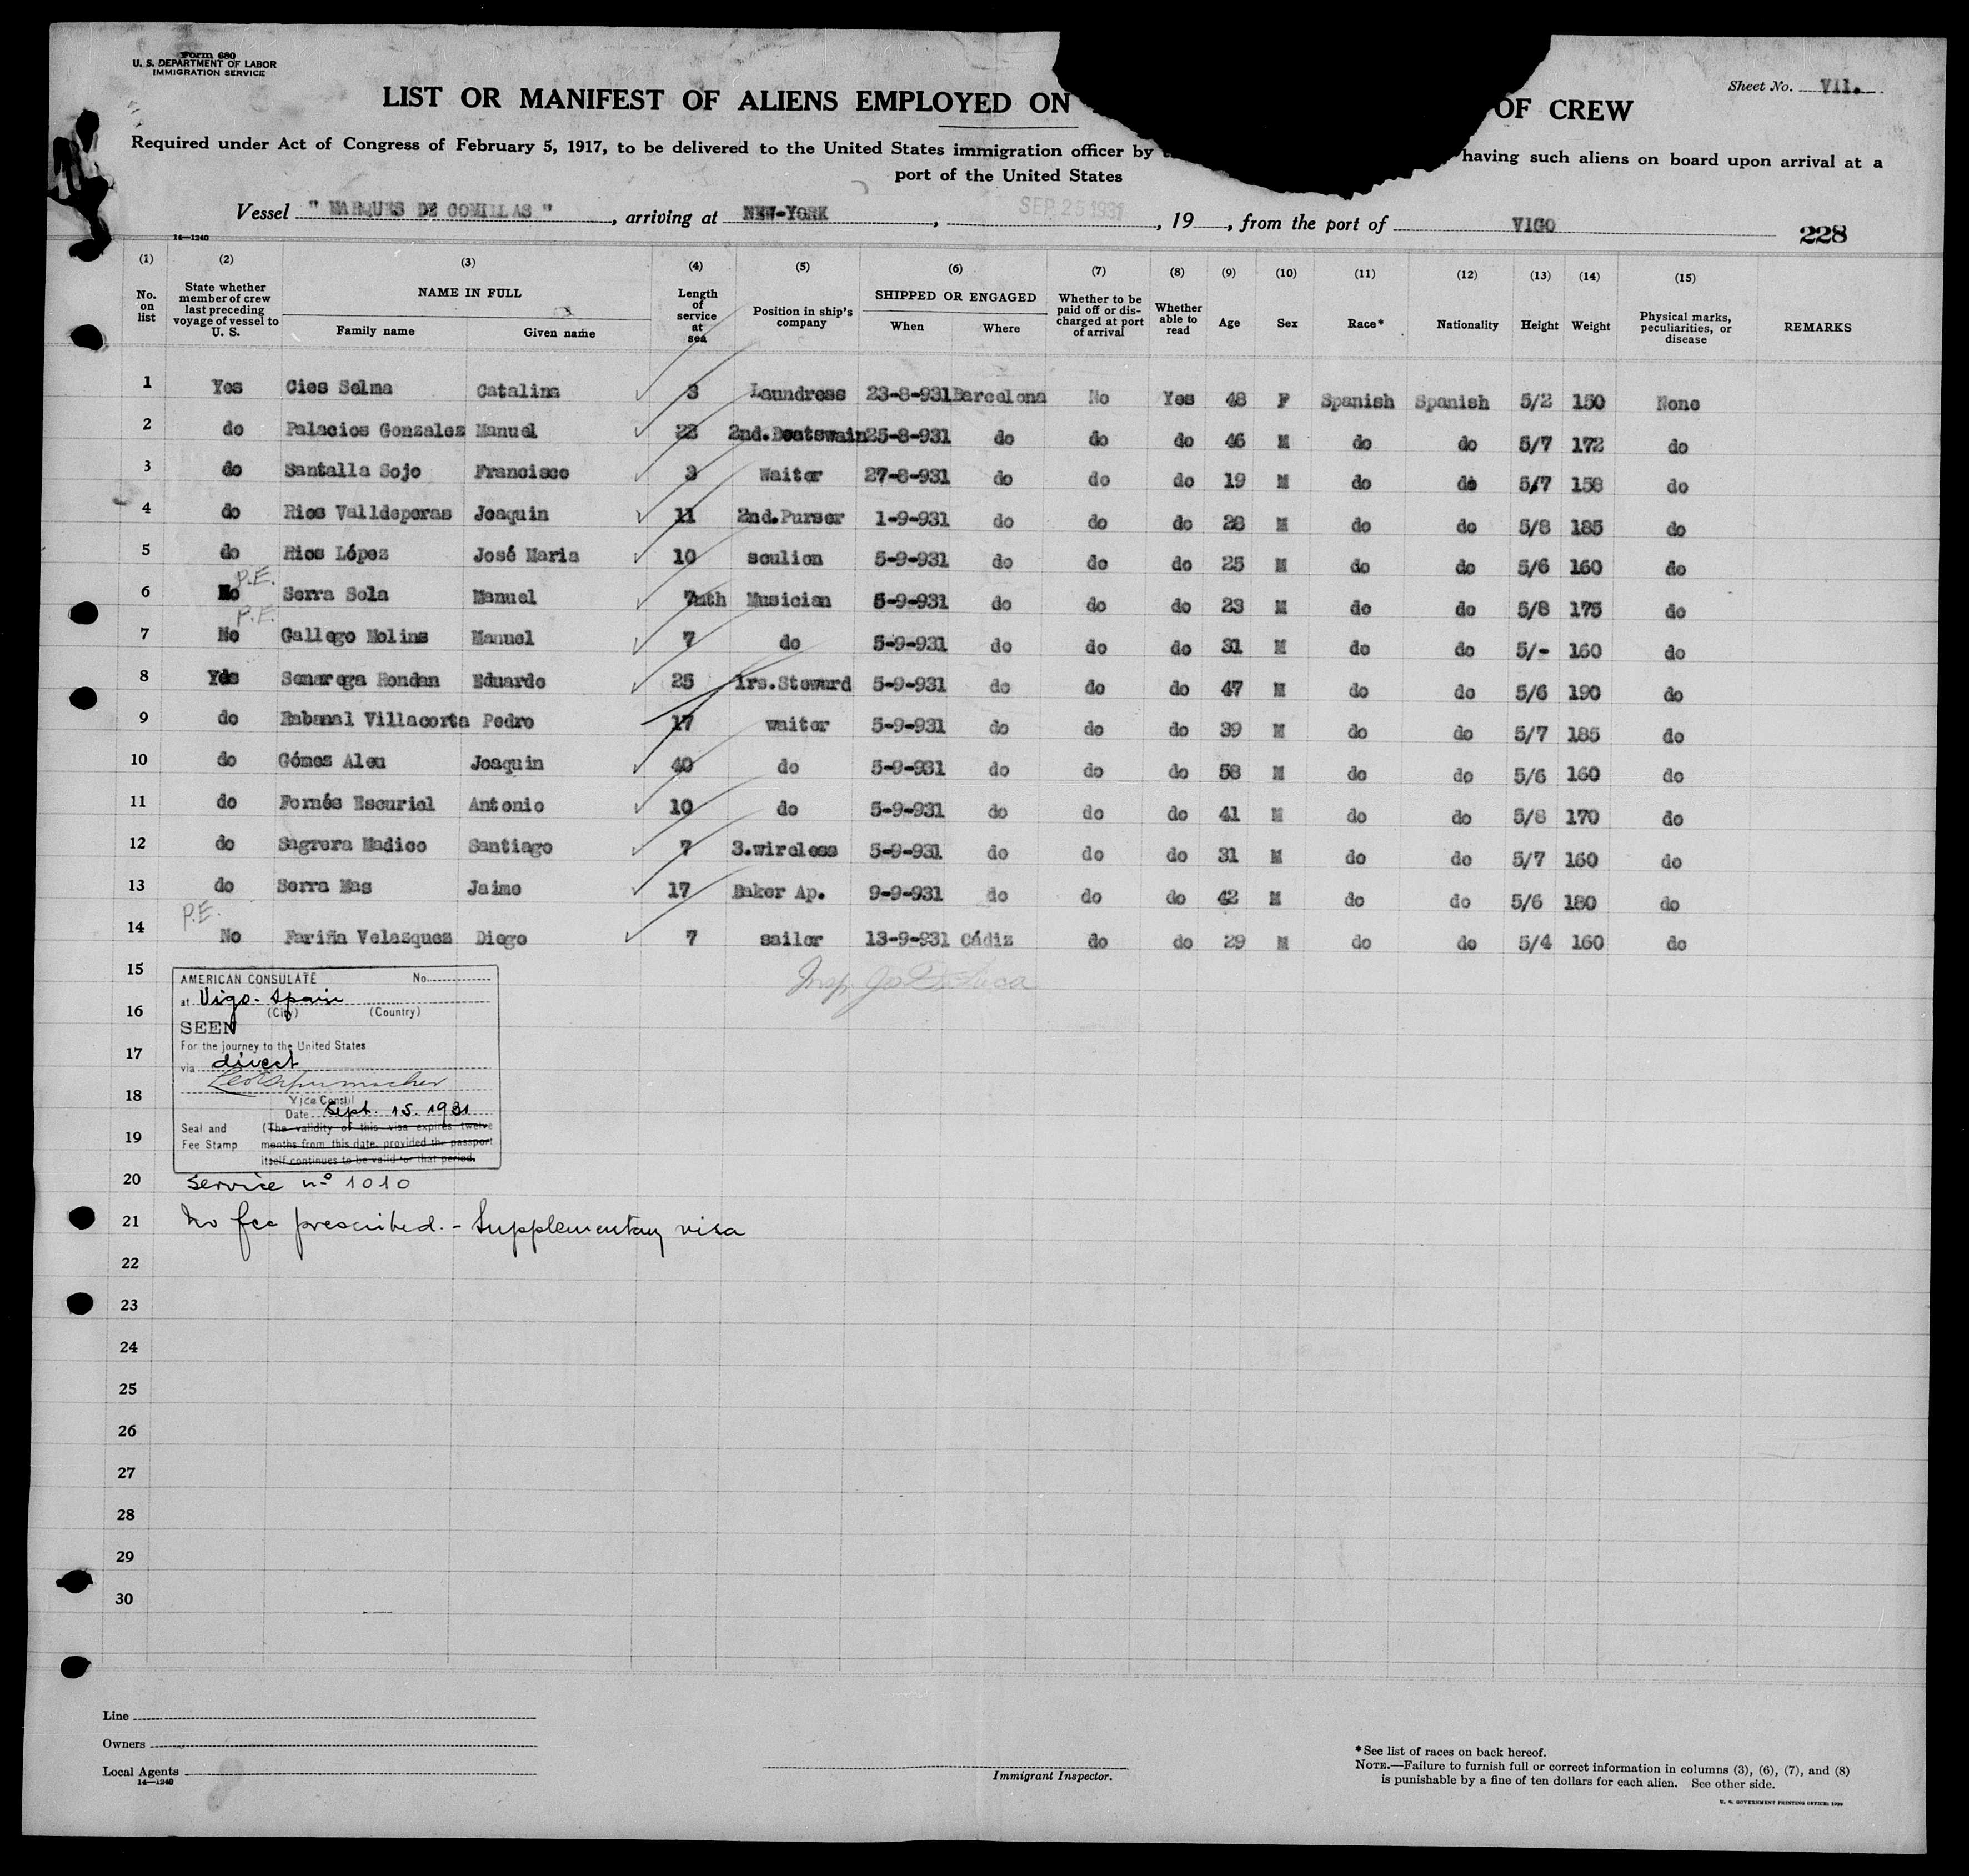 Form 680
U. S. DEPARTMENT OF LABOR
IMMIGRATION SERVICE
Sheet No. VII.
LIST OR MANIFEST OF ALIENS EMPLOYED ON OF CREW
Required under Act of Congress of February 5, 1917, to be delivered to the United States immigration officer by having such aliens on board upon arrival at a
port of the United States
Vessel " MARQUES DE COMILLAS ", arriving at NEW-YORK, SEP 25 1931, 19, from the port of VIGO 228
14—1240
(1) (2) (3) (4) (5) (6) (7) (8) (9) (10) (11) (12) (13) (14) (15)
No. on list
State whether member of crew last preceding voyage of vessel to U. S.
NAME IN FULL
Family name Given name
Length of service at sea
Position in ship's company
SHIPPED OR ENGAGED
When Where
Whether to be paid off or discharged at port of arrival
Whether able to read
Age Sex Race* Nationality Height Weight
Physical marks, peculiarities, or disease
REMARKS
1 Yes Cies Selma Catalina 3 Laundress 23-8-931 Barcelona No Yes 48 F Spanish Spanish 5/2 150 None
2 do Palacios Gonzalez Manuel 22 2nd.Boatswain 25-8-931 do do do 46 M do do 5/7 172 do
3 do Santalla Sojo Francisco 3 Waiter 27-8-931 do do do 19 M do do 5/7 158 do
4 do Rios Valldeperas Joaquin 11 2nd.Purser 1-9-931 do do do 28 M do do 5/8 185 do
5 do Rios López José Maria 10 sculion 5-9-931 do do do 25 M do do 5/6 160 do
P.E.
6 No Serra Sola Manuel 7mth Musician 5-9-931 do do do 23 M do do 5/8 175 do
P.E.
7 No Gallego Molins Manuel 7 do 5-9-931 do do do 31 M do do 5/- 160 do
8 Yes Senarega Rondan Eduardo 25 1rs.Steward 5-9-931 do do do 47 M do do 5/6 190 do
9 do Rabanal Villacorta Pedro 17 waiter 5-9-931 do do do 39 M do do 5/7 185 do
10 do Gómes Aleu Joaquin 40 do 5-9-931 do do do 58 M do do 5/6 160 do
11 do Fornés Escuriol Antonio 10 do 5-9-931 do do do 41 M do do 5/8 170 do
12 do Sagrera Madico Santiago 7 3.wireless 5-9-931 do do do 31 M do do 5/7 160 do
13 do Serra Mas Jaime 17 Baker Ap. 9-9-931 do do do 42 M do do 5/6 180 do
P.E.
14 No Fariña Velasquez Diego 7 sailor 13-9-931 Cádiz do do 29 M do do 5/4 160 do
15
AMERICAN CONSULATE No.
at Vigo - Spain
(City) (Country)
16
SEEN
For the journey to the United States
17
via direct
18
Vice Consul
Date Sept. 15. 1931
Seal and (The validity of this visa expires twelve
19
Fee Stamp months from this date, provided the passport
itself continues to be valid for that period.
20 Service nº 1010
21 No fee prescribed. - Supplementary visa
22
23
24
25
26
27
28
29
30
Line
Owners
Local Agents
14—1240
Immigrant Inspector.
*See list of races on back hereof.
NOTE.—Failure to furnish full or correct information in columns (3), (6), (7), and (8)
is punishable by a fine of ten dollars for each alien. See other side.
U. S. GOVERNMENT PRINTING OFFICE: 1929